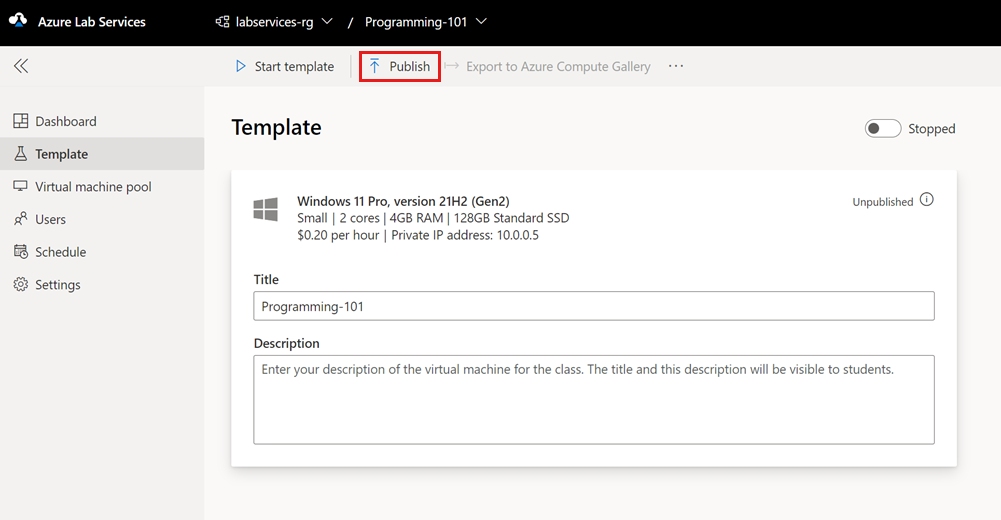 Azure Lab Services labservices-rg / Programming-101
Start template Publish Export to Azure Compute Gallery ...
Dashboard
Template
Virtual machine pool
Users
Schedule
Settings
Template
Stopped
Windows 11 Pro, version 21H2 (Gen2)
Unpublished
Small | 2 cores | 4GB RAM | 128GB Standard SSD
$0.20 per hour | Private IP address: 10.0.0.5
Title
Programming-101
Description
Enter your description of the virtual machine for the class. The title and this description will be visible to students.